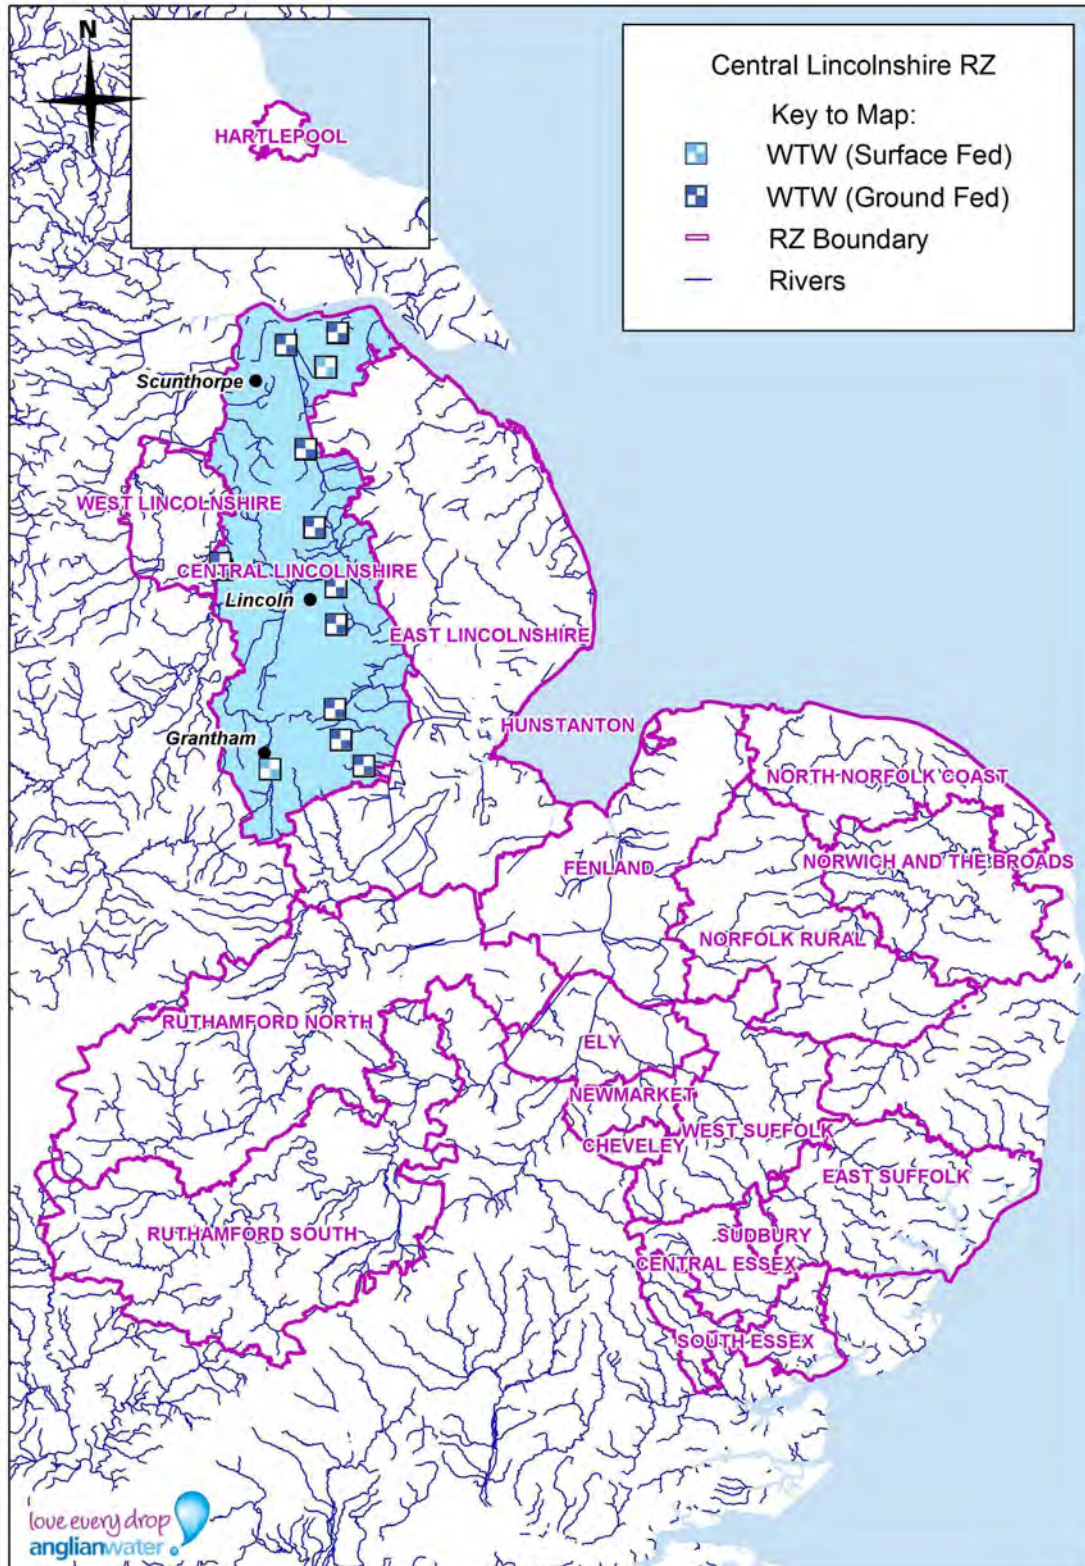 N
HARTLEPOOL
Central Lincolnshire RZ
Key to Map:
WTW (Surface Fed)
WTW (Ground Fed)
RZ Boundary
Rivers
Scunthorpe
WEST LINCOLNSHIRE
CENTRAL LINCOLNSHIRE
Lincoln
EAST LINCOLNSHIRE
HUNSTANTON
Grantham
NORTH NORFOLK COAST
FENLAND
NORWICH AND THE BROADS
NORFOLK RURAL
RUTHAMFORD NORTH
ELY
NEWMARKET
WEST SUFFOLK
CHEVELEY
EAST SUFFOLK
RUTHAMFORD SOUTH
SUDBURY
CENTRAL ESSEX
SOUTH ESSEX
love every drop
anglianwater